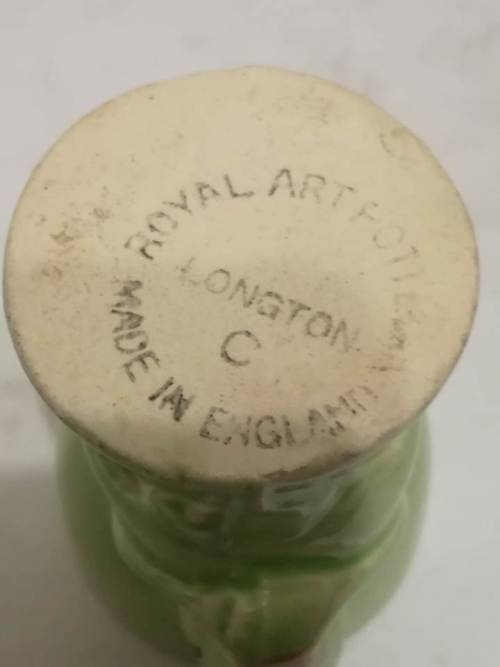 ROYAL ART POTTERY
LONGTON.
C
MADE IN ENGLAND